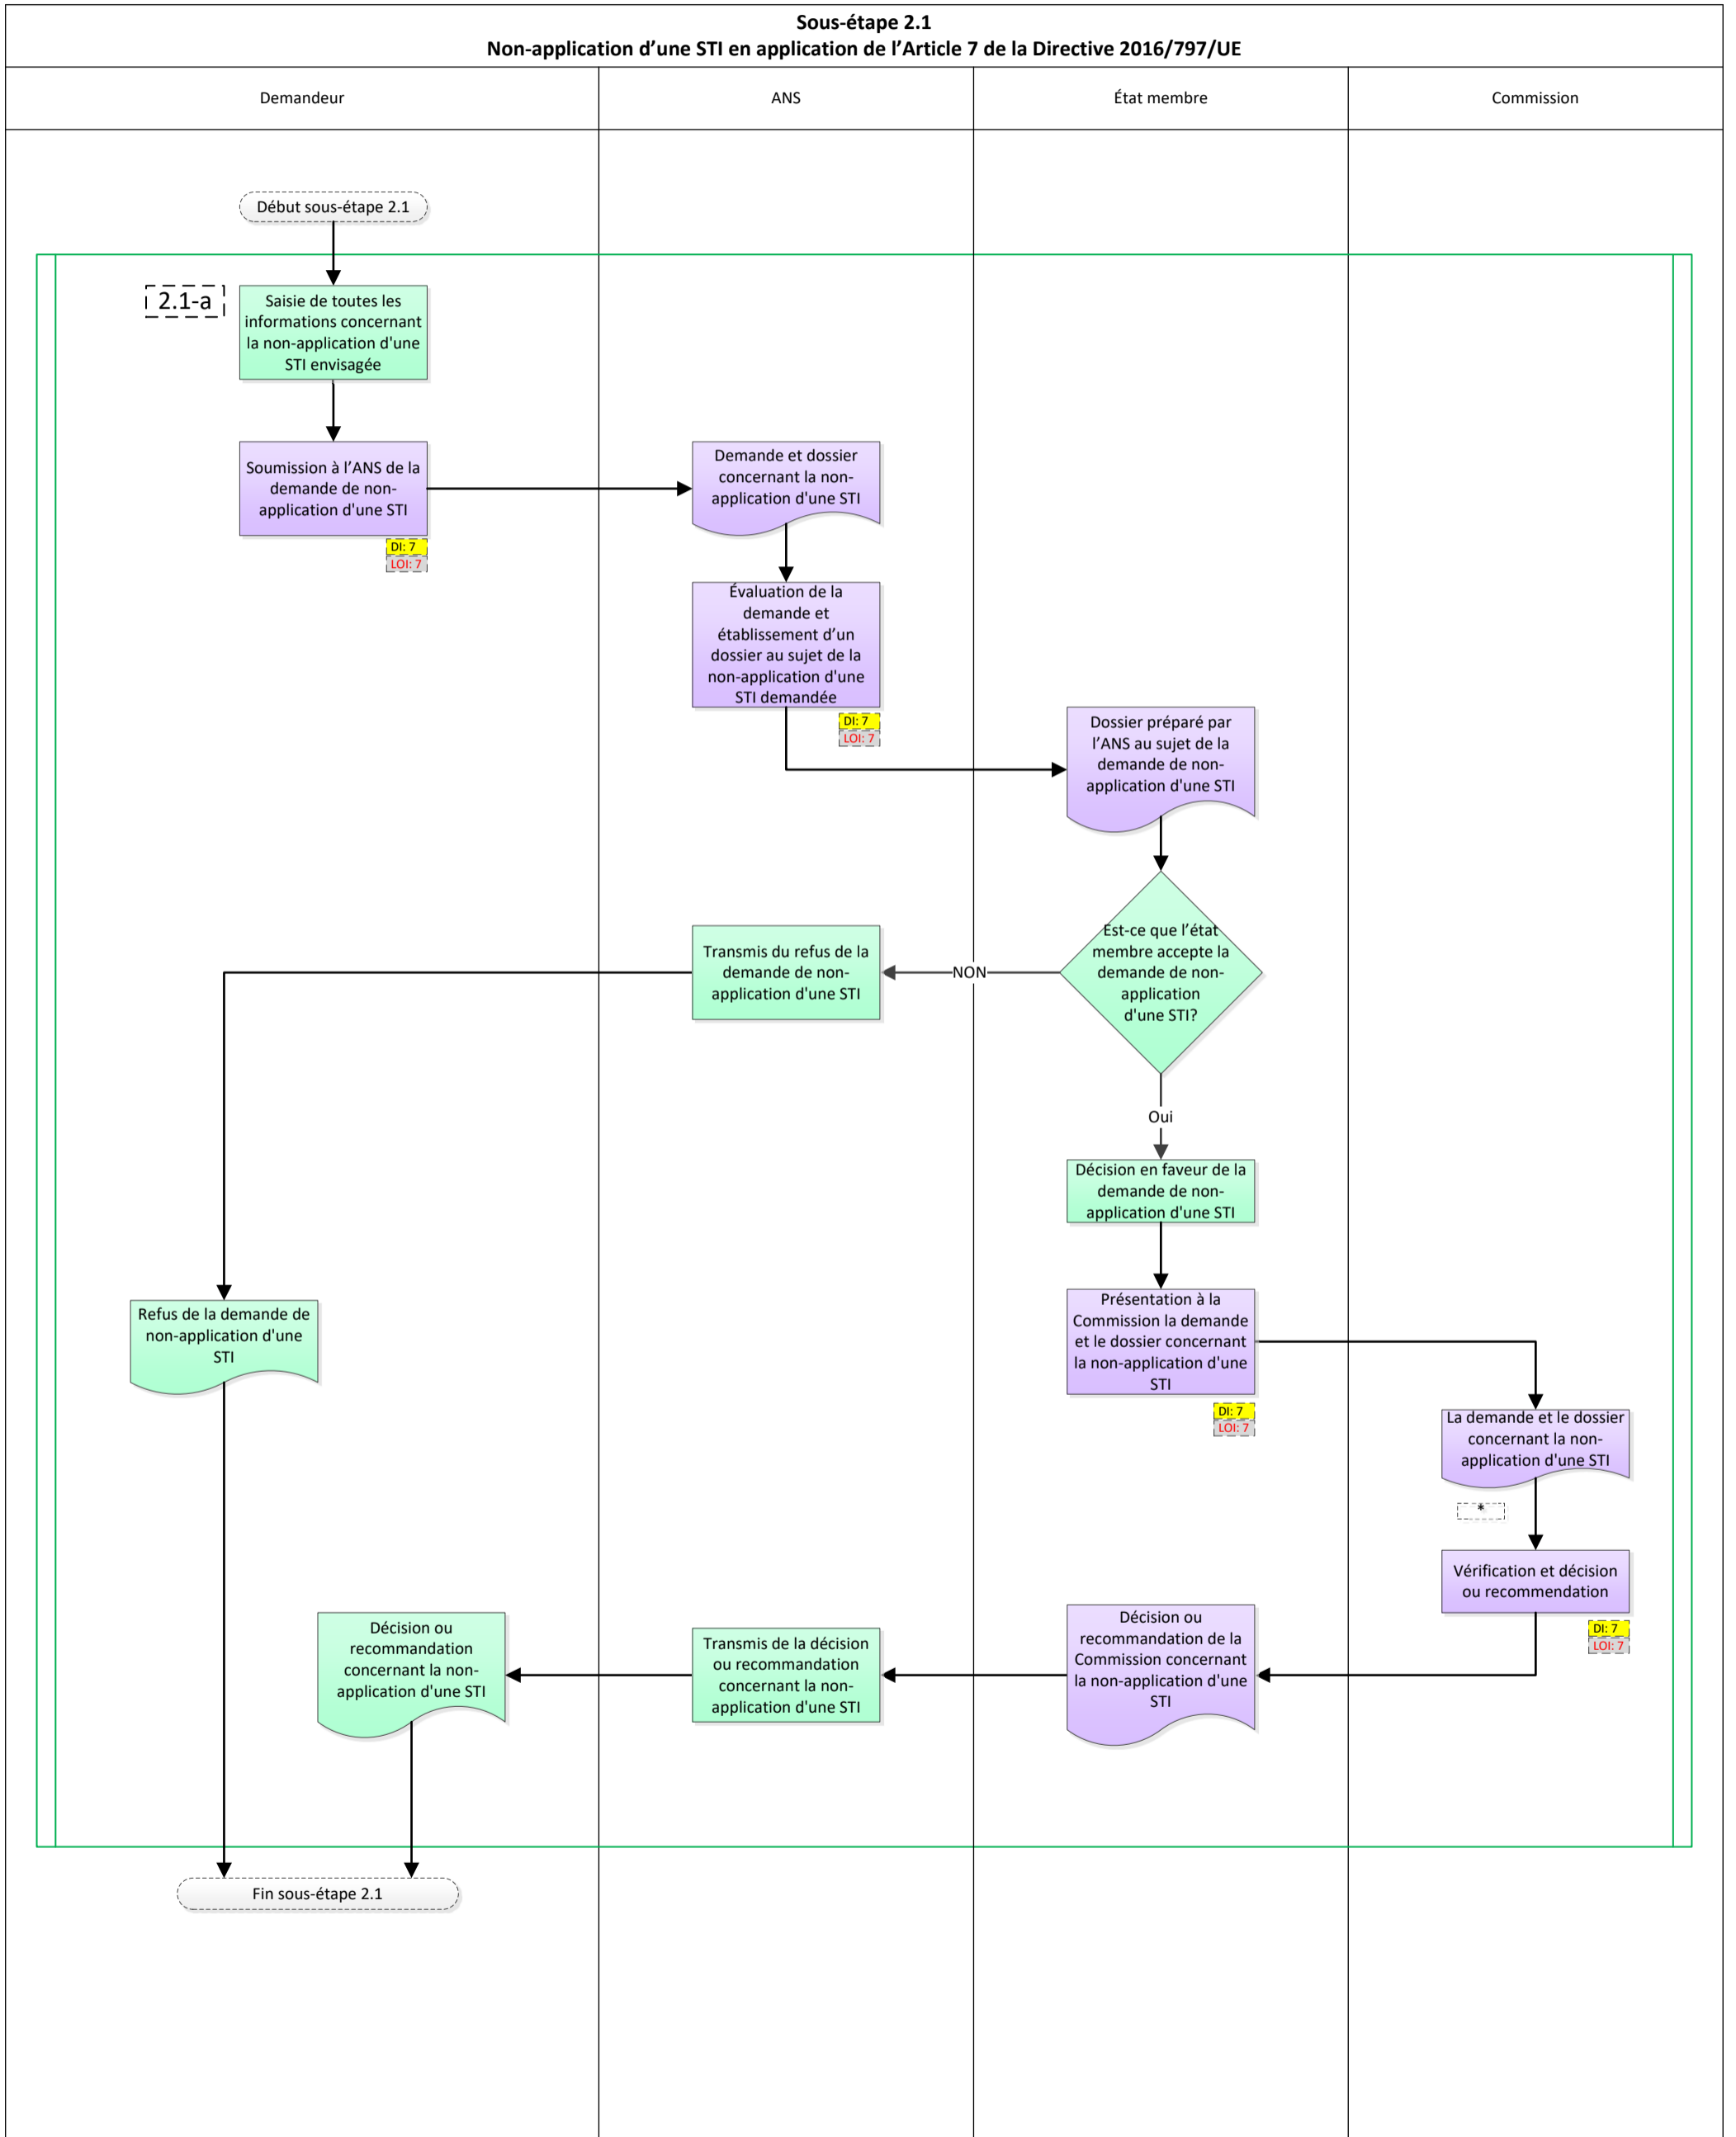 Sous-étape 2.1
Non-application d’une STI en application de l’Article 7 de la Directive 2016/797/UE
Demandeur
ANS
État membre
Commission
Début sous-étape 2.1
2.1-a
Saisie de toutes les
informations concernant
la non-application d'une
STI envisagée
Soumission à l’ANS de la
demande de non-
application d'une STI
DI: 7
LOI: 7
Demande et dossier
concernant la non-
application d'une STI
Évaluation de la
demande et
établissement d’un
dossier au sujet de la
non-application d'une
STI demandée
DI: 7
LOI: 7
Dossier préparé par
l’ANS au sujet de la
demande de non-
application d'une STI
Est-ce que l’état
membre accepte la
demande de non-
application
d'une STI?
NON
Transmis du refus de la
demande de non-
application d'une STI
Oui
Décision en faveur de la
demande de non-
application d'une STI
Refus de la demande de
non-application d'une
STI
Présentation à la
Commission la demande
et le dossier concernant
la non-application d'une
STI
DI: 7
LOI: 7
La demande et le dossier
concernant la non-
application d'une STI
*
Vérification et décision
ou recommendation
DI: 7
LOI: 7
Décision ou
recommandation de la
Commission concernant
la non-application d'une
STI
Transmis de la décision
ou recommandation
concernant la non-
application d'une STI
Décision ou
recommandation
concernant la non-
application d'une STI
Fin sous-étape 2.1